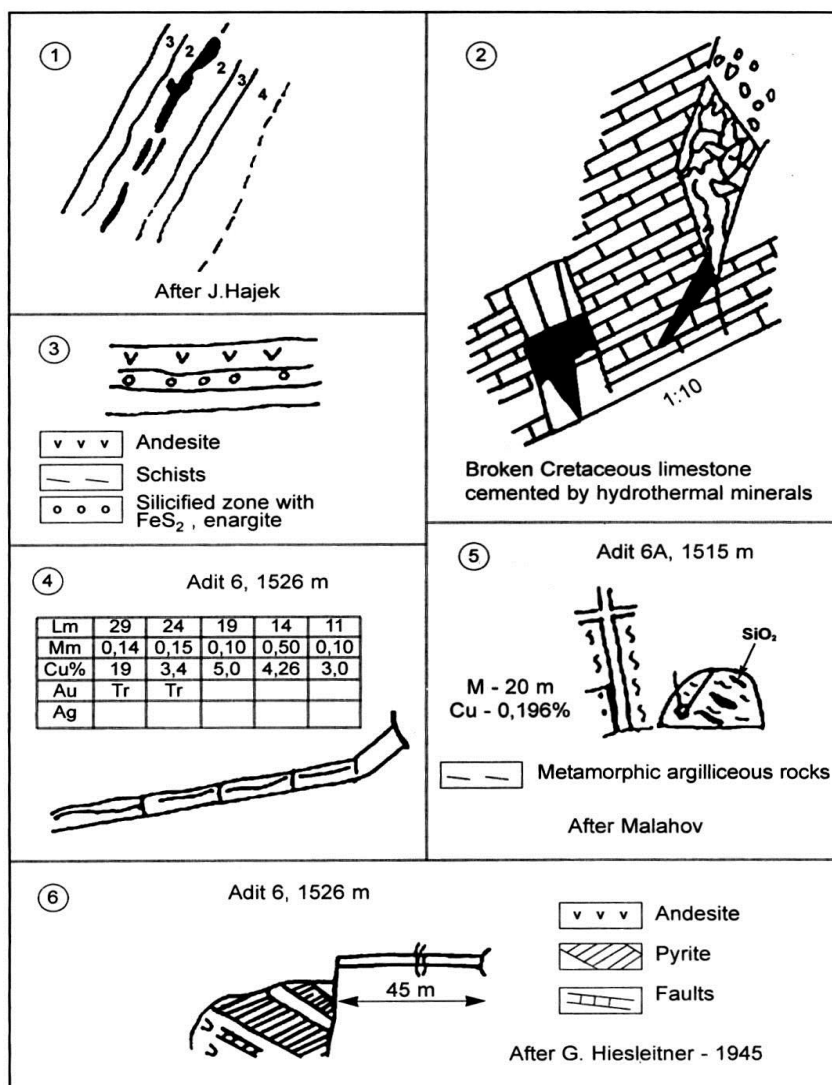 1
3
2
2
3
4
After J.Hajek
2
1:10
Broken Cretaceous limestone
cemented by hydrothermal minerals
3
v v v Andesite
Schists
Silicified zone with
FeS₂ , enargite
4
Adit 6, 1526 m
Lm 29 24 19 14 11
Mm 0,14 0,15 0,10 0,50 0,10
Cu% 19 3,4 5,0 4,26 3,0
Au Tr Tr
Ag
5
Adit 6A, 1515 m
SiO₂
M - 20 m
Cu - 0,196%
Metamorphic argilliceous rocks
After Malahov
6
Adit 6, 1526 m
45 m
v v v Andesite
Pyrite
Faults
After G. Hiesleitner - 1945